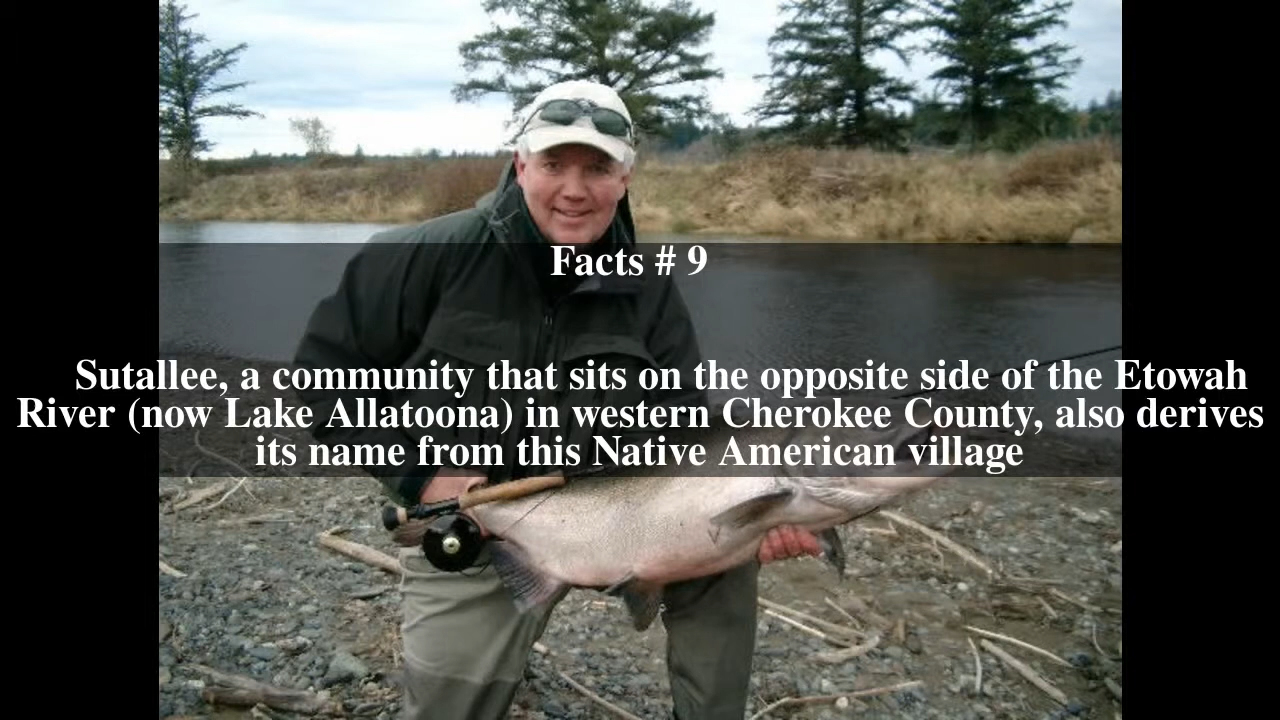 Facts # 9
Sutallee, a community that sits on the opposite side of the Etowah
River (now Lake Allatoona) in western Cherokee County, also derives
its name from this Native American village